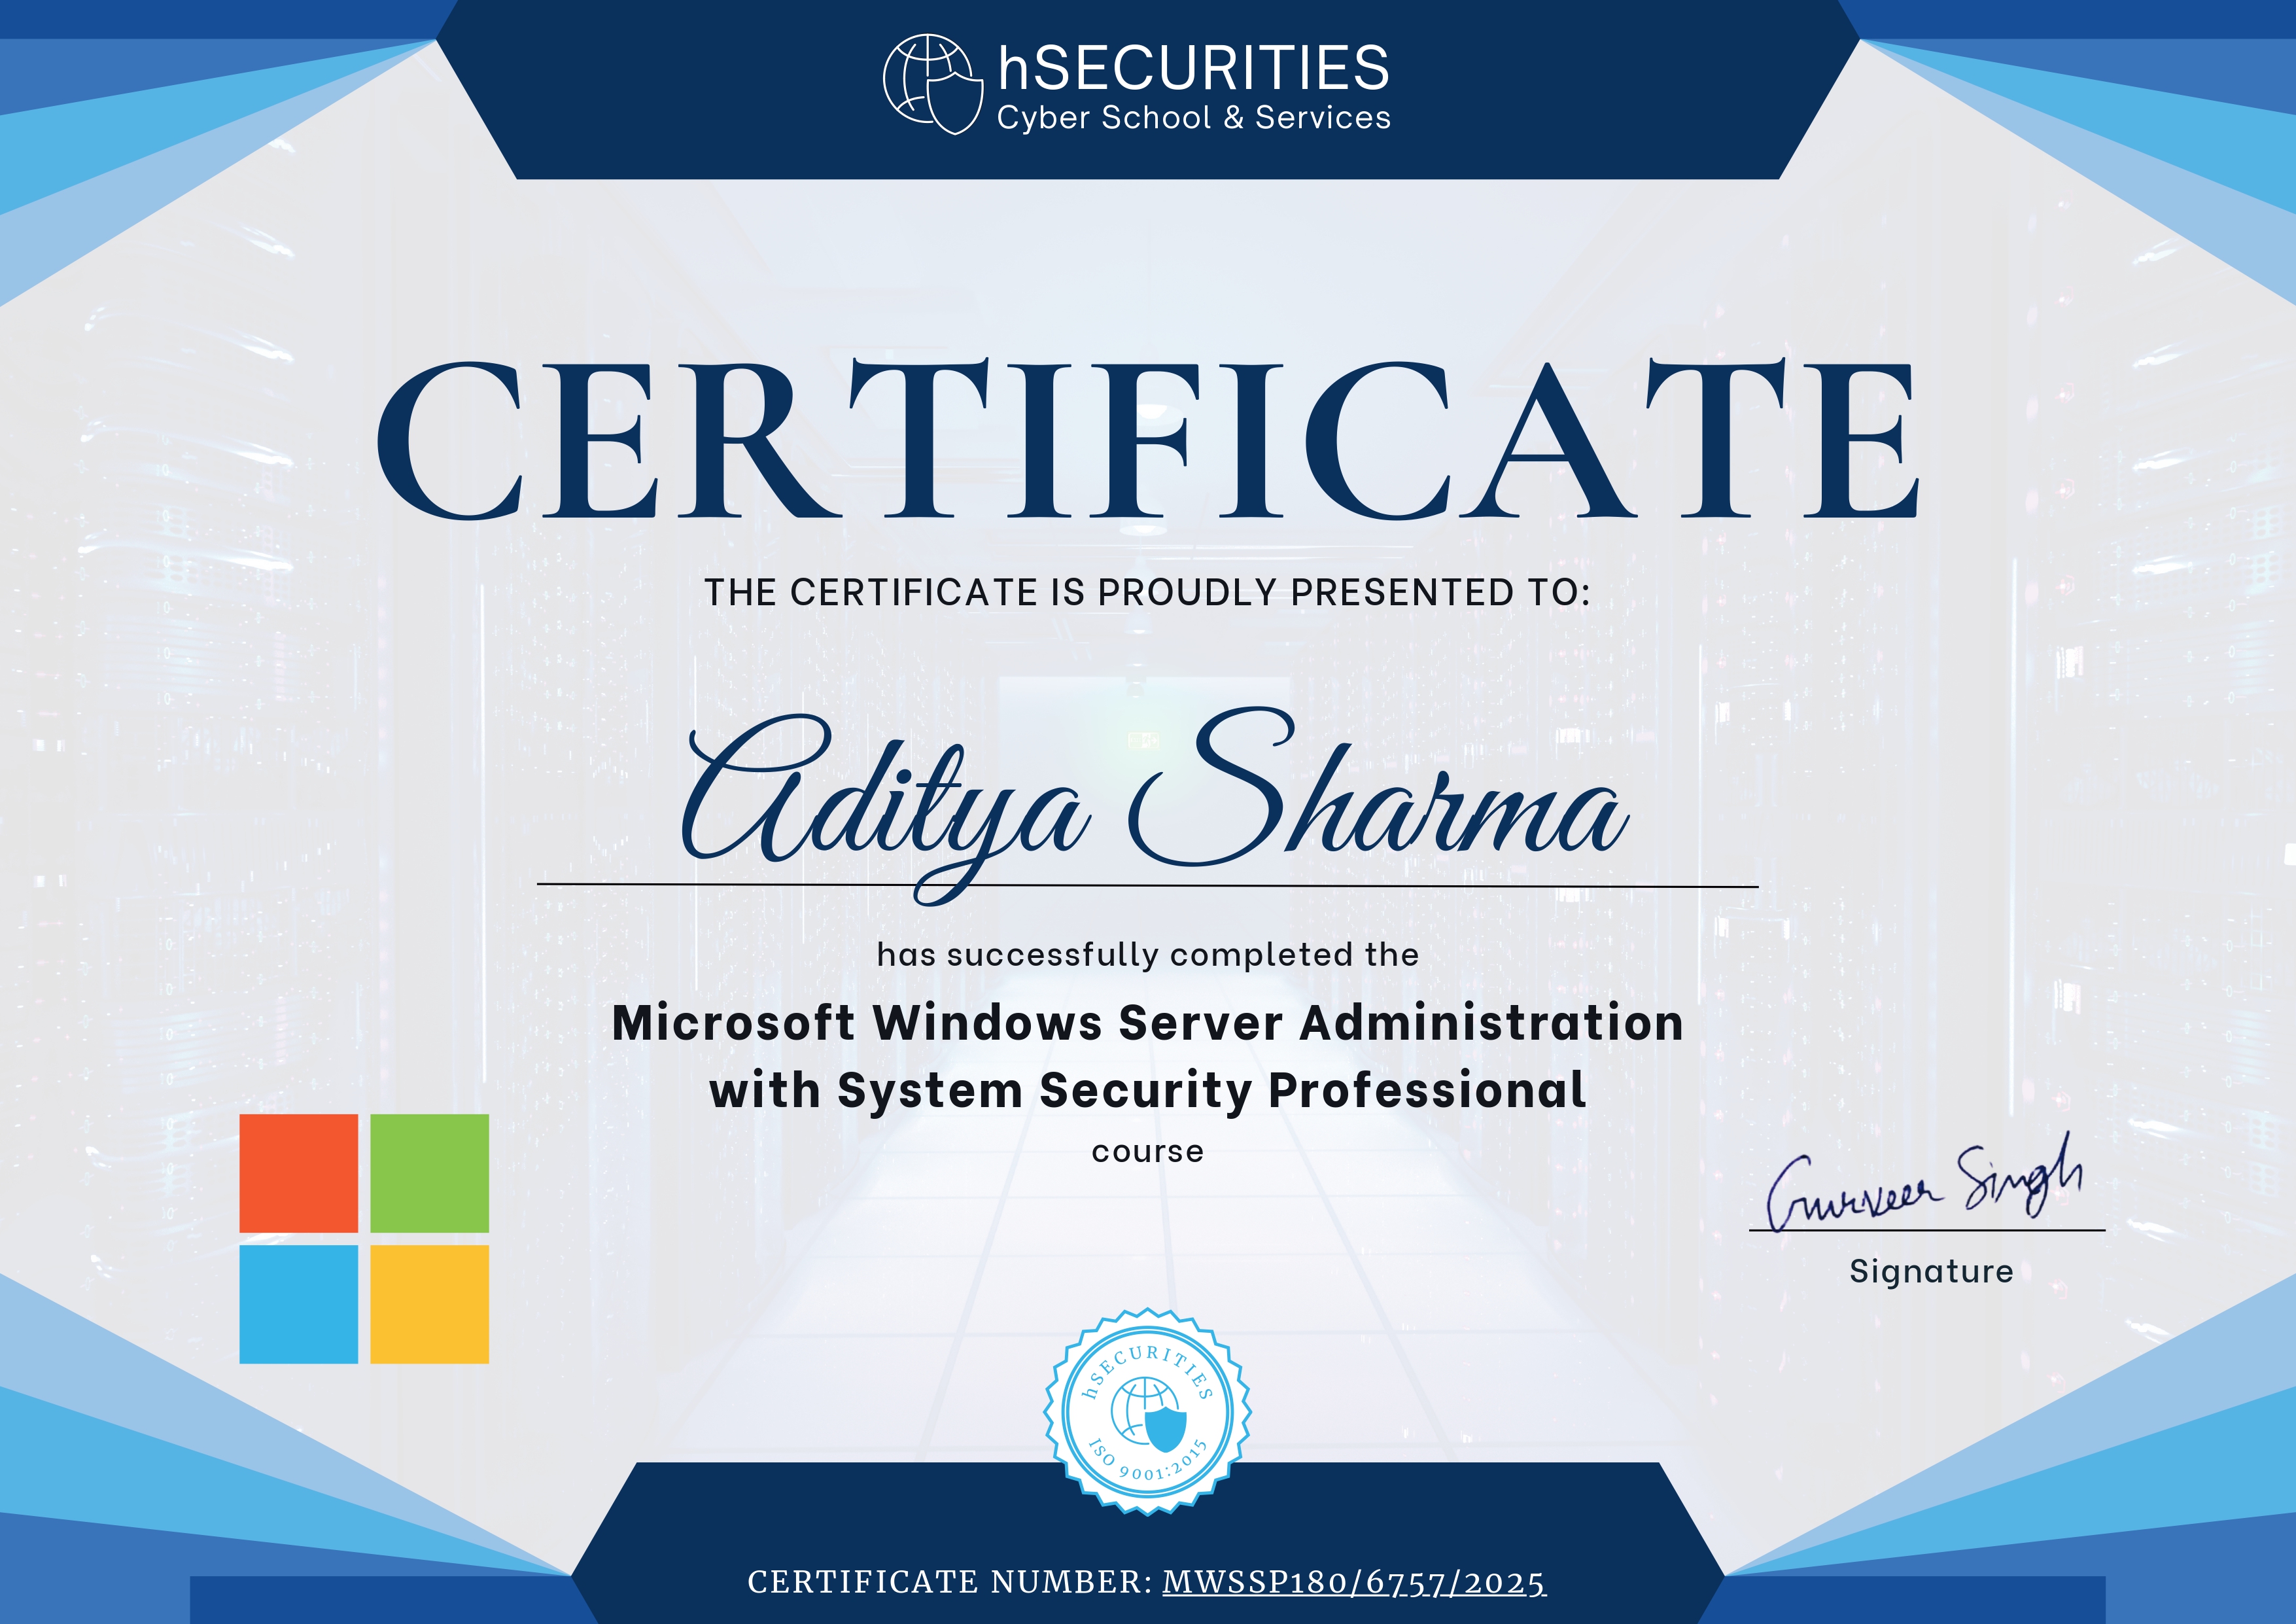 hSECURITIES
Cyber School & Services
CERTIFICATE
THE CERTIFICATE IS PROUDLY PRESENTED TO:
Aditya Sharma
has successfully completed the
Microsoft Windows Server Administration
with System Security Professional
course
Gurveer Singh
Signature
hSECURITIES
ISO 9001:2015
CERTIFICATE NUMBER: MWSSP180/6757/2025